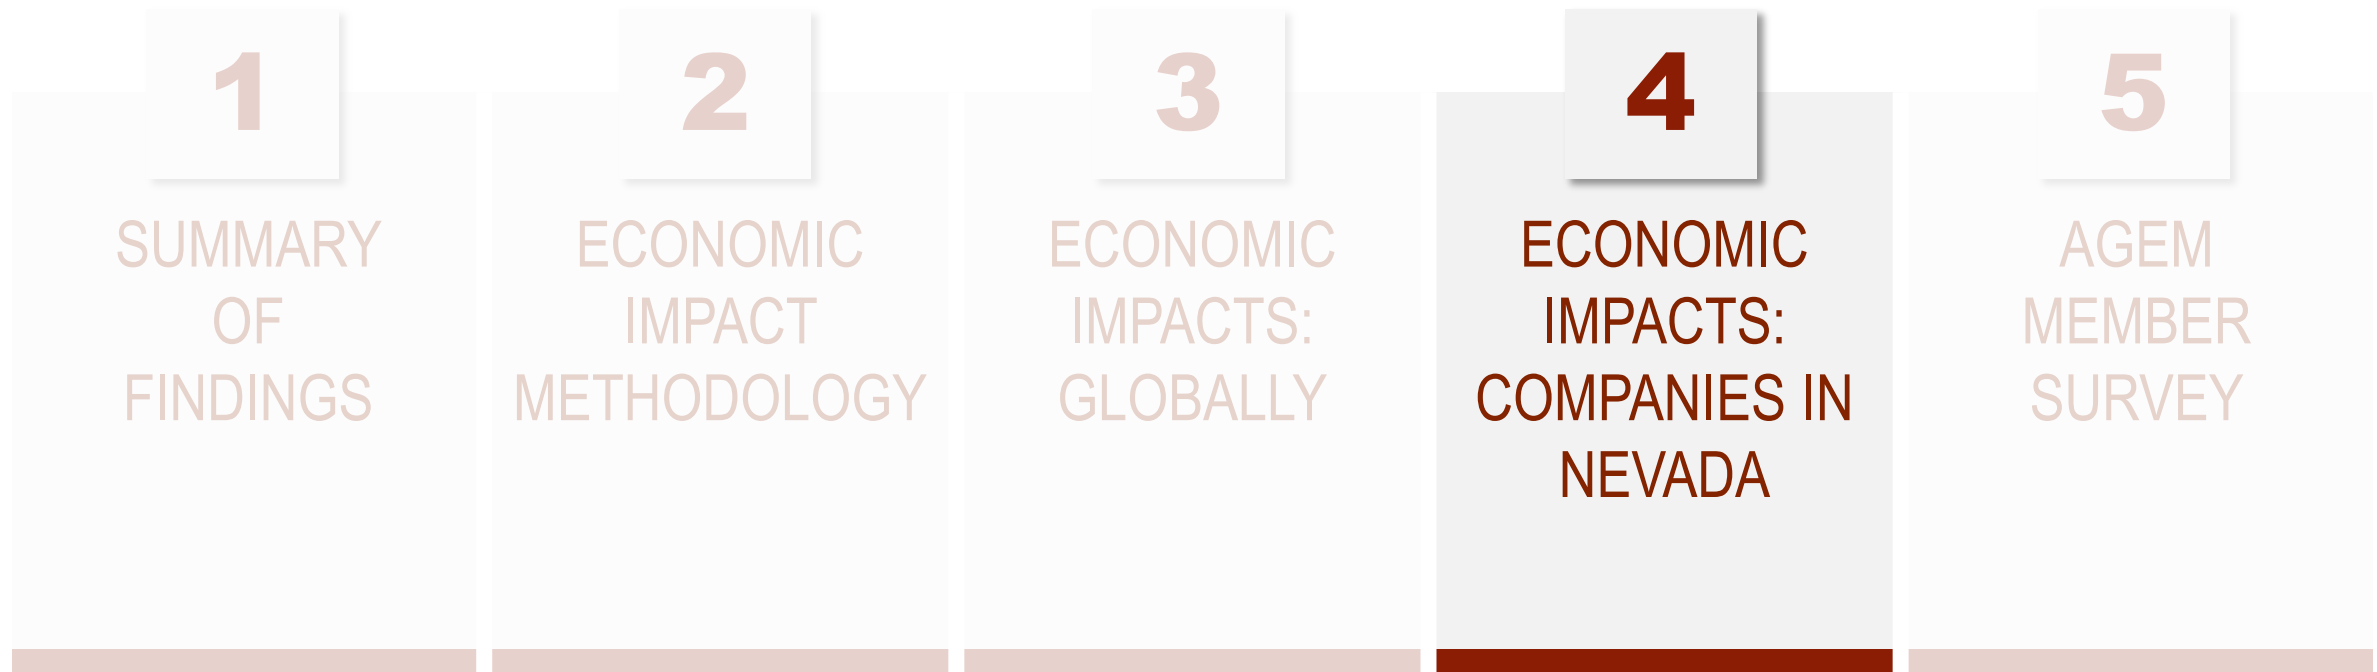 1
SUMMARY
OF
FINDINGS
2
ECONOMIC
IMPACT
METHODOLOGY
3
ECONOMIC
IMPACTS:
GLOBALLY
4
ECONOMIC
IMPACTS:
COMPANIES IN
NEVADA
5
AGEM
MEMBER
SURVEY